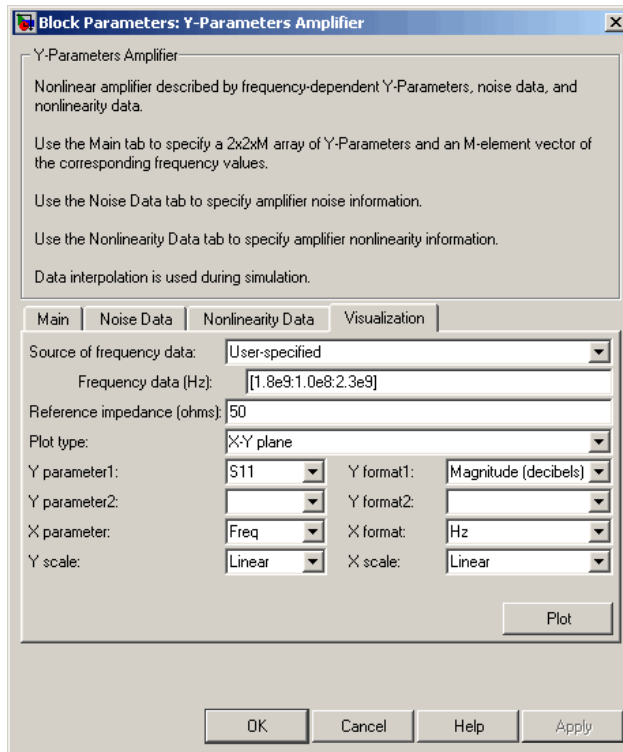 Block Parameters: Y-Parameters Amplifier
Y-Parameters Amplifier
Nonlinear amplifier described by frequency-dependent Y-Parameters, noise data, and
nonlinearity data.
Use the Main tab to specify a 2x2xM array of Y-Parameters and an M-element vector of
the corresponding frequency values.
Use the Noise Data tab to specify amplifier noise information.
Use the Nonlinearity Data tab to specify amplifier nonlinearity information.
Data interpolation is used during simulation.
Main Noise Data Nonlinearity Data Visualization
Source of frequency data: User-specified
Frequency data (Hz): [1.8e9:1.0e8:2.3e9]
Reference impedance (ohms): 50
Plot type: X-Y plane
Y parameter1: S11 Y format1: Magnitude (decibels)
Y parameter2: Y format2:
X parameter: Freq X format: Hz
Y scale: Linear X scale: Linear
Plot
OK Cancel Help Apply